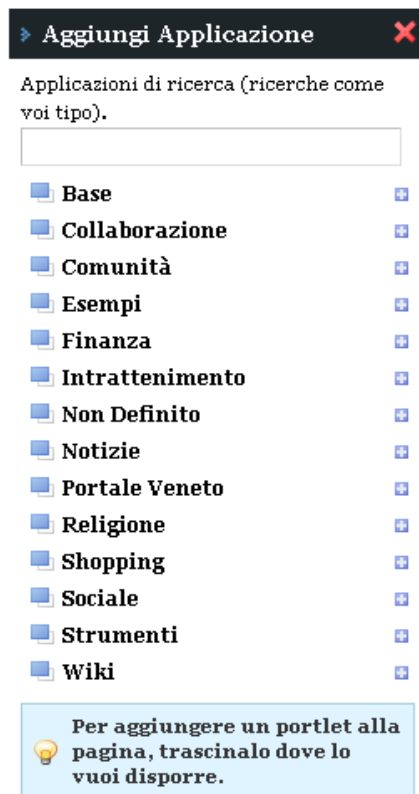 Aggiungi Applicazione
Applicazioni di ricerca (ricerche come
voi tipo).
Base
Collaborazione
Comunità
Esempi
Finanza
Intrattenimento
Non Definito
Notizie
Portale Veneto
Religione
Shopping
Sociale
Strumenti
Wiki
Per aggiungere un portlet alla
pagina, trascinalo dove lo
vuoi disporre.